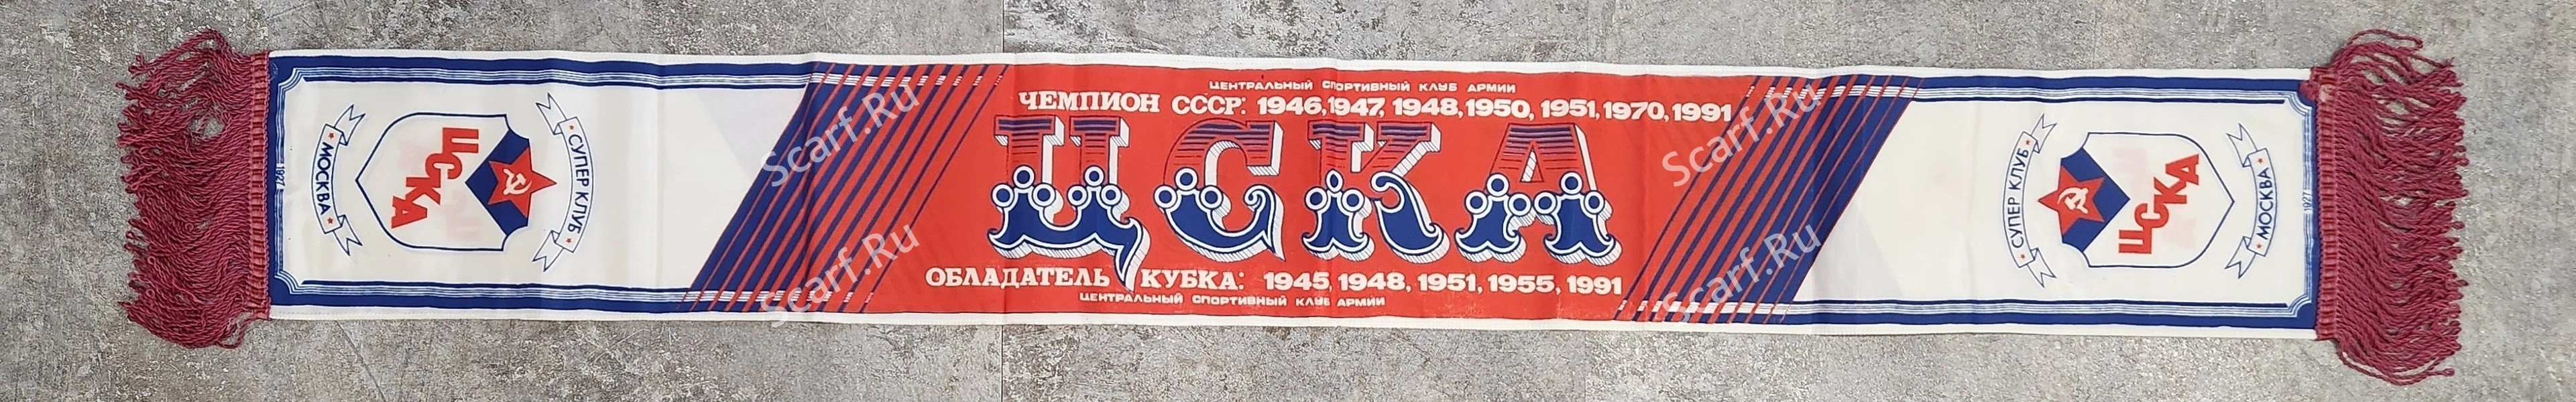 ЦЕНТРАЛЬНЫЙ СПОРТИВНЫЙ КЛУБ АРМИИ
ЧЕМПИОН СССР: 1946, 1947, 1948, 1950, 1951, 1970, 1991
ЦСКА
ОБЛАДАТЕЛЬ КУБКА: 1945, 1948, 1951, 1955, 1991
ЦЕНТРАЛЬНЫЙ СПОРТИВНЫЙ КЛУБ АРМИИ
СУПЕР КЛУБ
ЦСКА
МОСКВА
1927
СУПЕР КЛУБ
ЦСКА
МОСКВА
1927
Scarf.Ru
Scarf.Ru
Scarf.Ru
Scarf.Ru